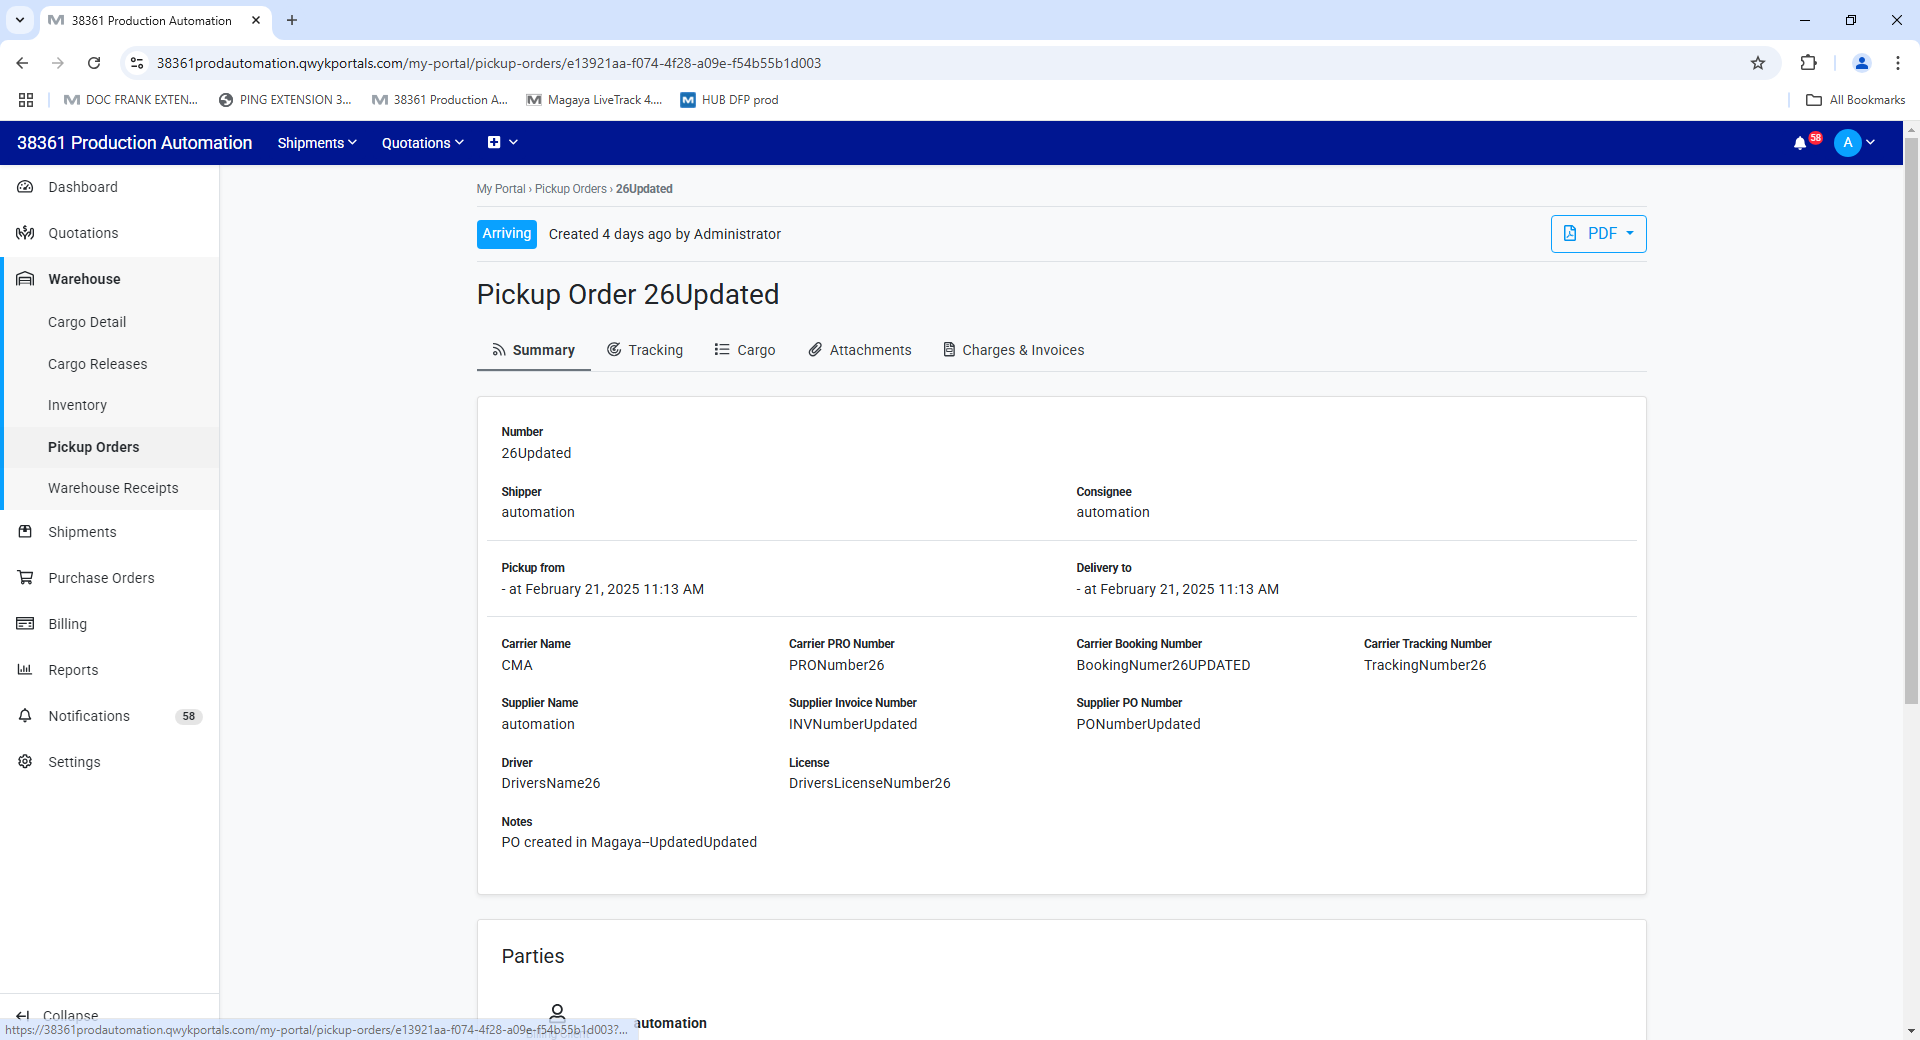 38361 Production Automation
38361prodautomation.qwykportals.com/my-portal/pickup-orders/e13921aa-f074-4f28-a09e-f54b55b1d003
DOC FRANK EXTEN... PING EXTENSION 3... 38361 Production A... Magaya LiveTrack 4.... HUB DFP prod All Bookmarks
38361 Production Automation Shipments Quotations 58 A
Dashboard
Quotations
Warehouse
Cargo Detail
Cargo Releases
Inventory
Pickup Orders
Warehouse Receipts
Shipments
Purchase Orders
Billing
Reports
Notifications 58
Settings
Collapse
My Portal › Pickup Orders › 26Updated
Arriving Created 4 days ago by Administrator PDF
Pickup Order 26Updated
Summary Tracking Cargo Attachments Charges & Invoices
Number
26Updated
Shipper Consignee
automation automation
Pickup from Delivery to
- at February 21, 2025 11:13 AM - at February 21, 2025 11:13 AM
Carrier Name Carrier PRO Number Carrier Booking Number Carrier Tracking Number
CMA PRONumber26 BookingNumer26UPDATED TrackingNumber26
Supplier Name Supplier Invoice Number Supplier PO Number
automation INVNumberUpdated PONumberUpdated
Driver License
DriversName26 DriversLicenseNumber26
Notes
PO created in Magaya--UpdatedUpdated
Parties
automation
https://38361prodautomation.qwykportals.com/my-portal/pickup-orders/e13921aa-f074-4f28-a09e-f54b55b1d003?...